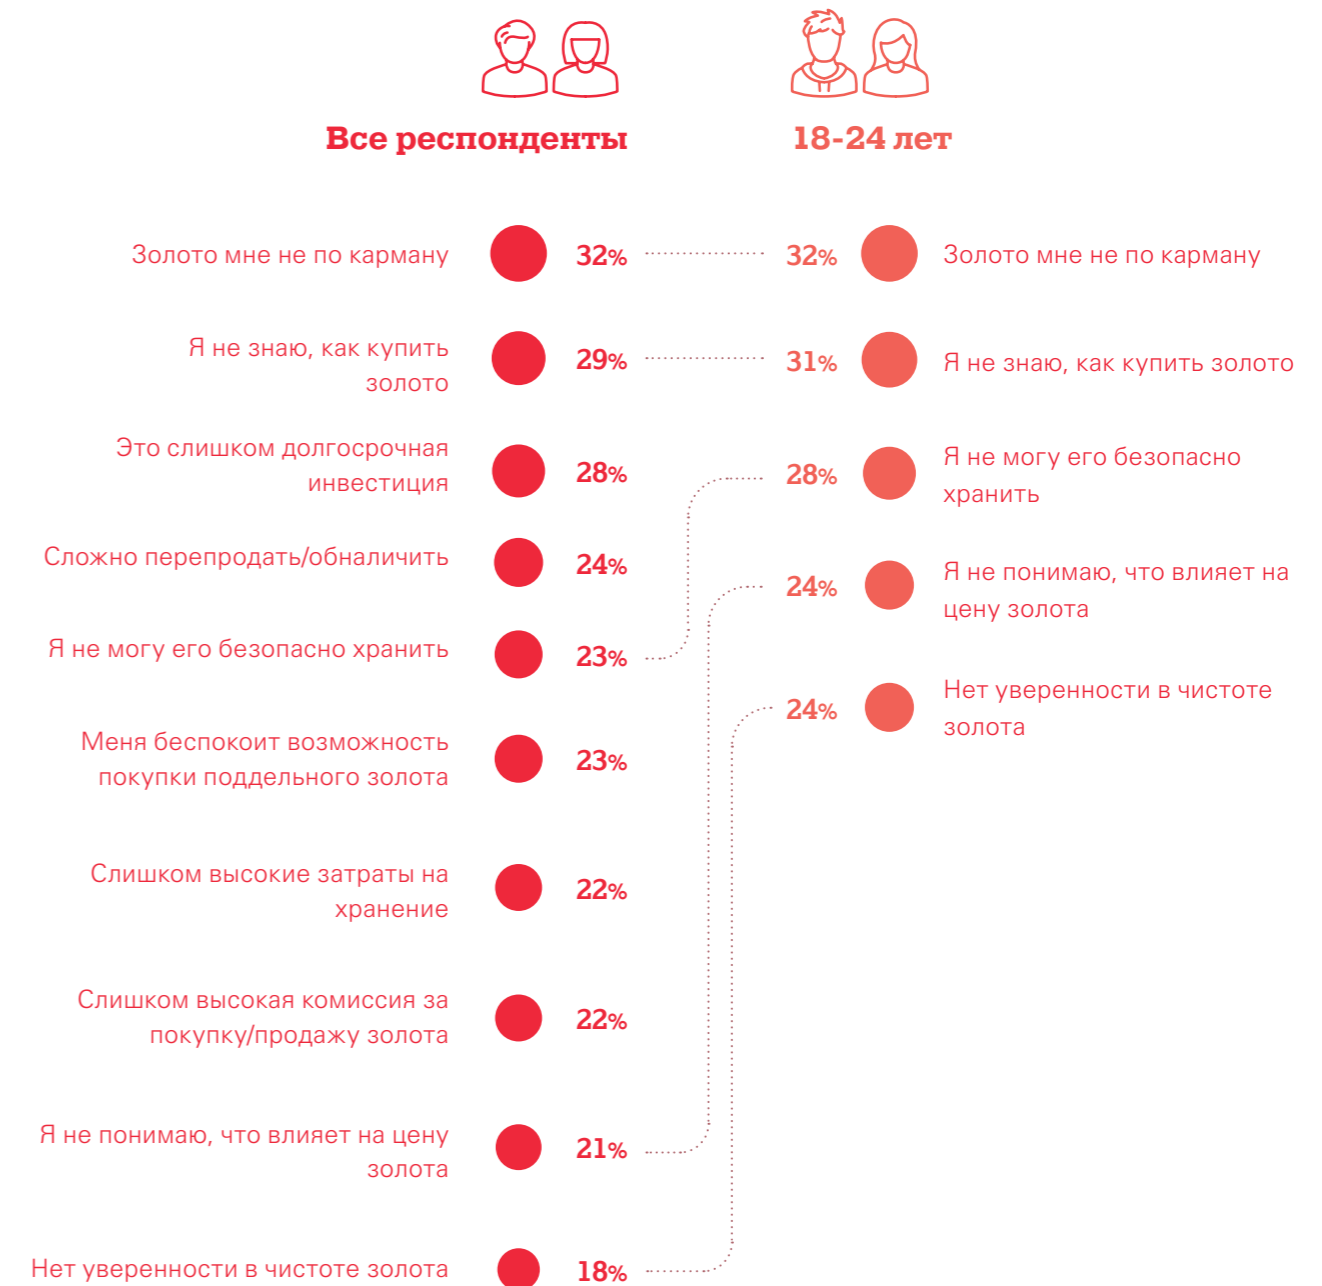 Все респонденты
18-24 лет
Золото мне не по карману
32%
32%
Золото мне не по карману
Я не знаю, как купить
золото
29%
31%
Я не знаю, как купить золото
Это слишком долгосрочная
инвестиция
28%
28%
Я не могу его безопасно
хранить
Сложно перепродать/обналичить
24%
24%
Я не понимаю, что влияет на
цену золота
Я не могу его безопасно хранить
23%
24%
Нет уверенности в чистоте
золота
Меня беспокоит возможность
покупки поддельного золота
23%
Слишком высокие затраты на
хранение
22%
Слишком высокая комиссия за
покупку/продажу золота
22%
Я не понимаю, что влияет на цену
золота
21%
Нет уверенности в чистоте золота
18%